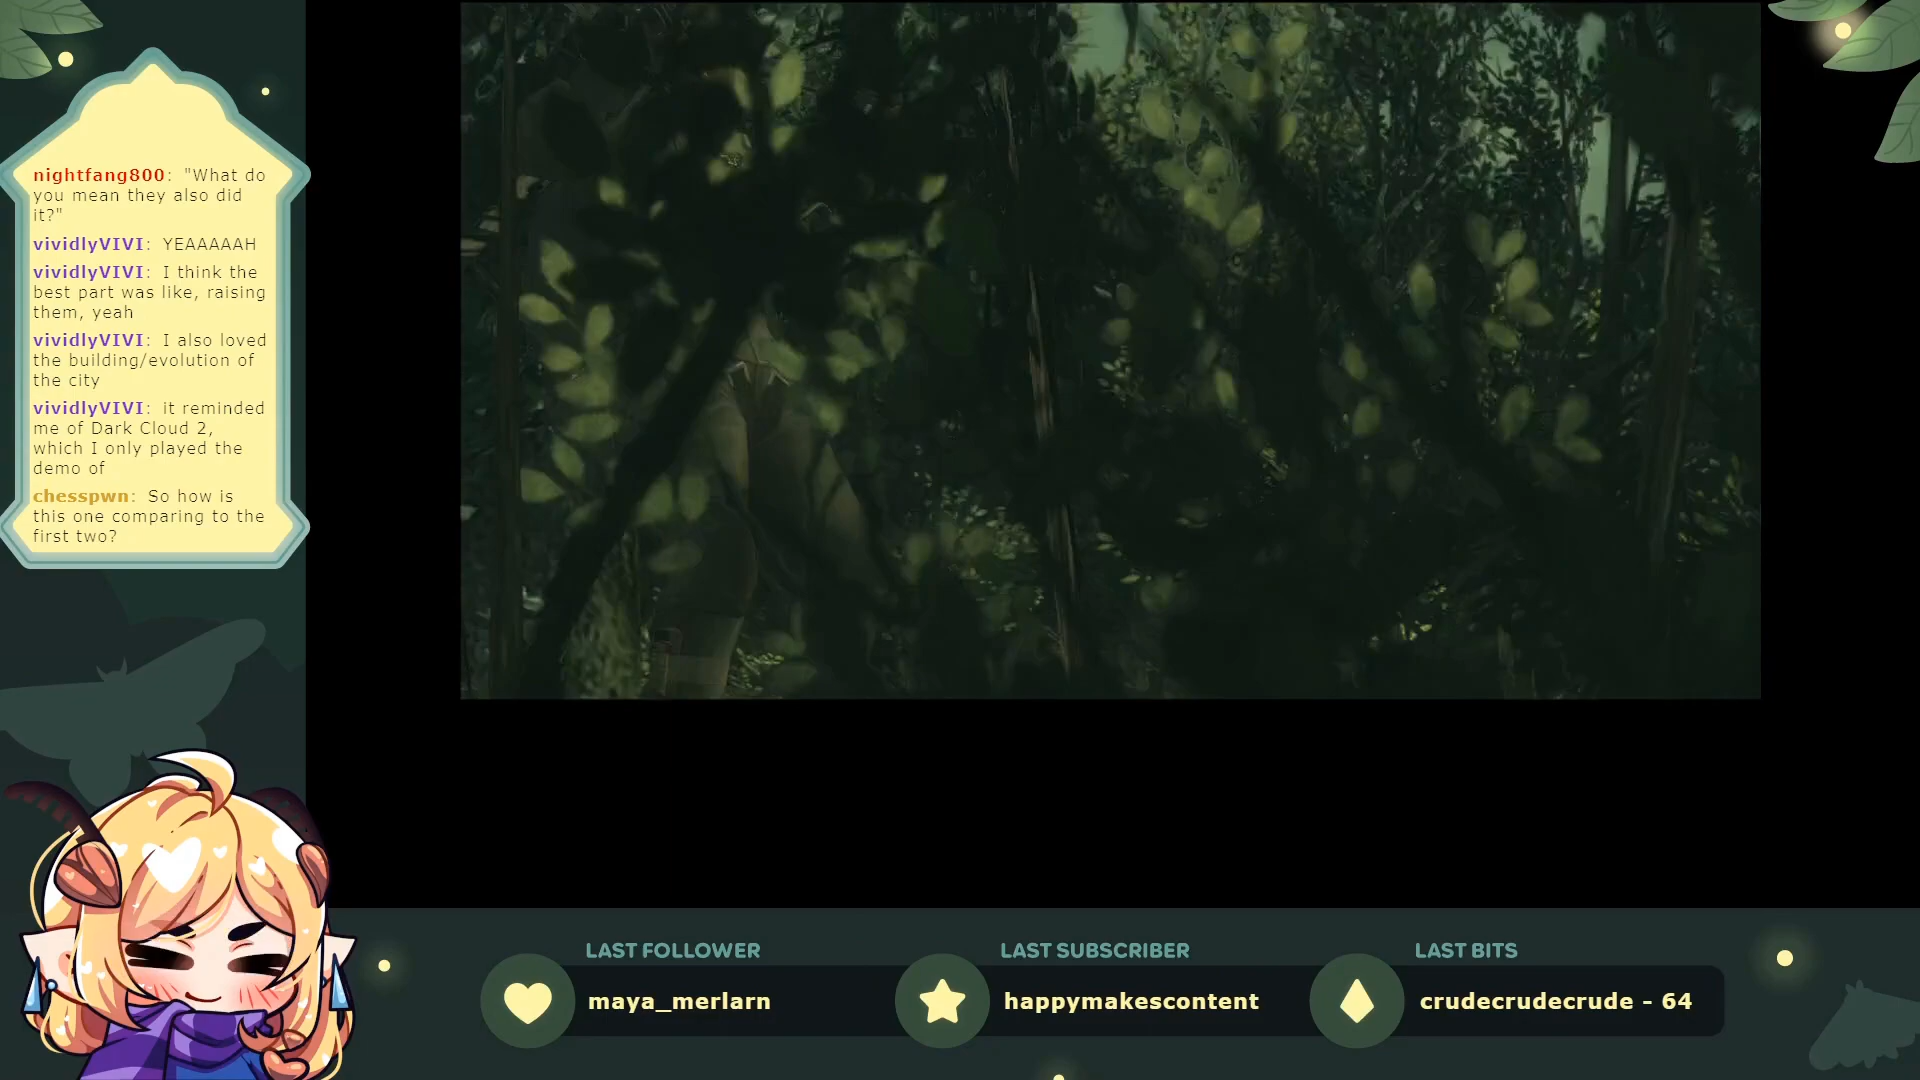 nightfang800: "What do
you mean they also did
it?"
vividlyVIVI: YEAAAAAH
vividlyVIVI: I think the
best part was like, raising
them, yeah
vividlyVIVI: I also loved
the building/evolution of
the city
vividlyVIVI: it reminded
me of Dark Cloud 2,
which I only played the
demo of
chesspwn: So how is
this one comparing to the
first two?
LAST FOLLOWER
maya_merlarn
LAST SUBSCRIBER
happymakescontent
LAST BITS
crudecrudecrude - 64